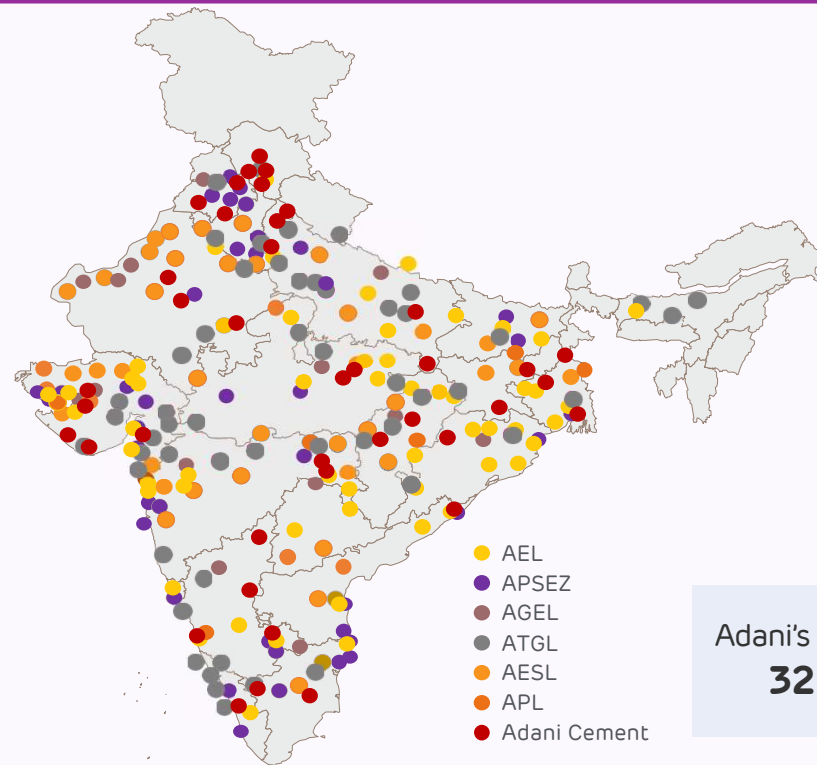 AEL
APSEZ
AGEL
ATGL
AESL
APL
Adani Cement
Adani's
32